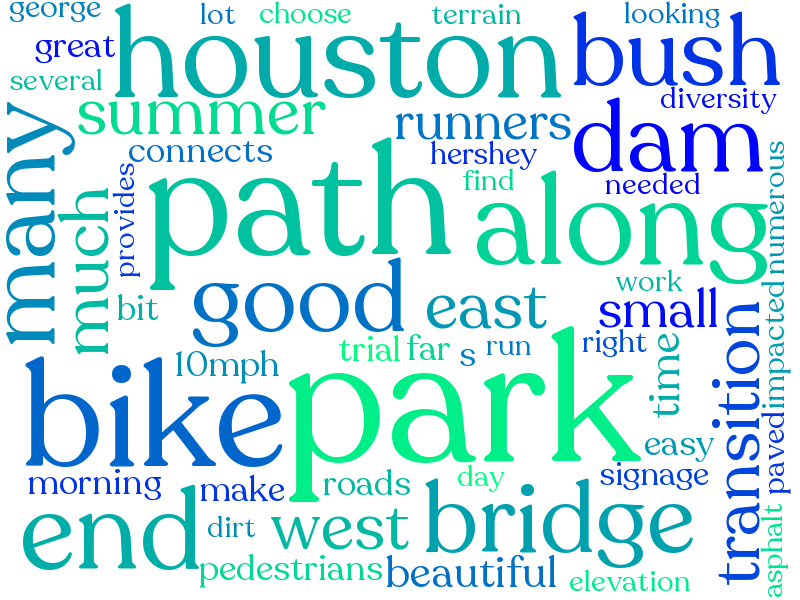 george
lot
choose
terrain
looking
great
houston
bush
several
summer
diversity
runners
dam
many
connects
hershey
path
find
needed
along
numerous
provides
much
good
east
work
small
bit
impacted
transition
trial
far
s
run
right
time
10mph
bike
park
paved
easy
morning
make
roads
day
signage
end
dirt
west
bridge
asphalt
pedestrians
beautiful
elevation